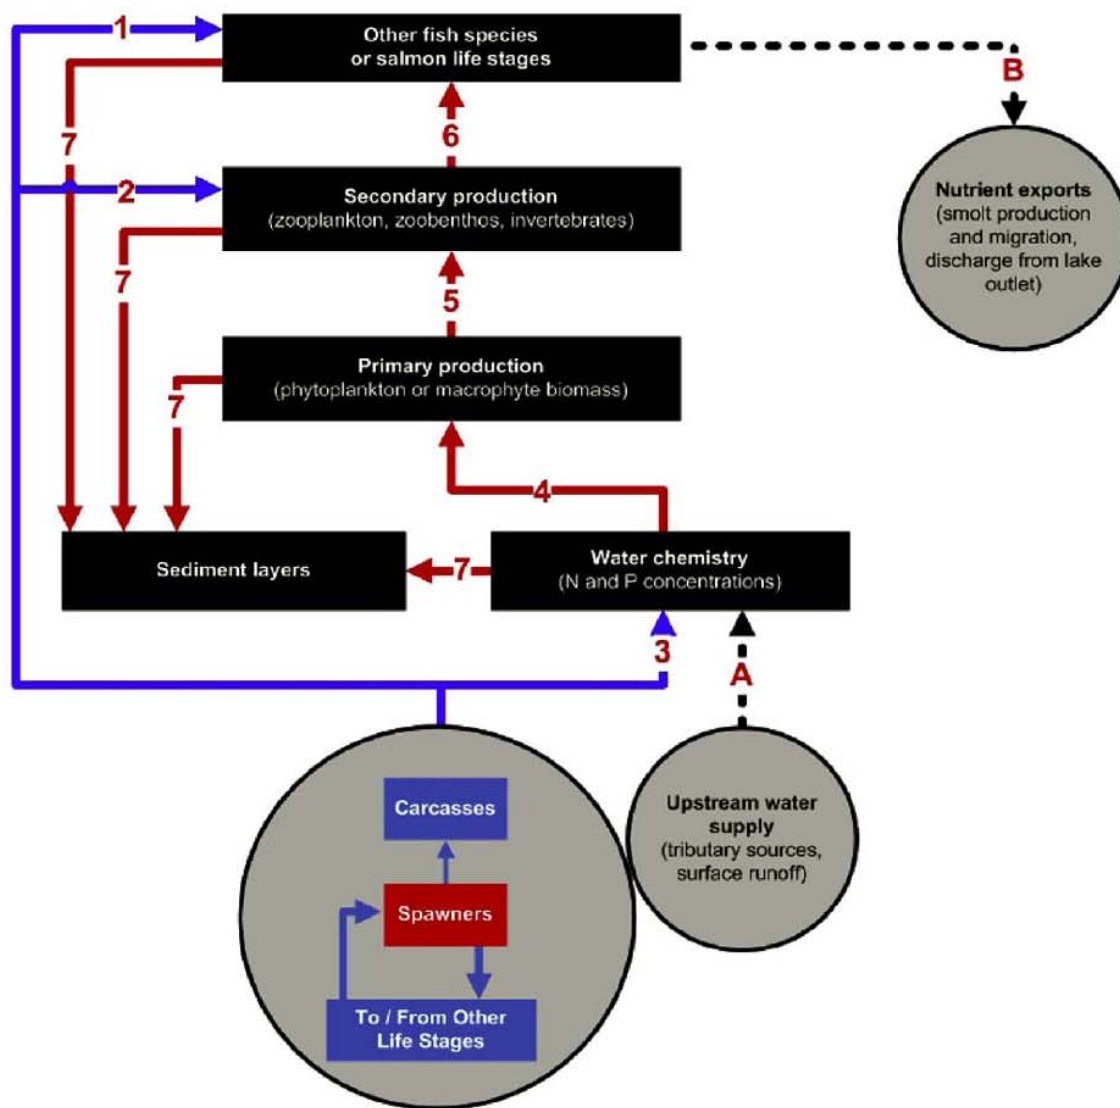 1
Other fish species
or salmon life stages
B
7
6
2
Secondary production
(zooplankton, zoobenthos, invertebrates)
Nutrient exports
(smolt production
and migration,
discharge from lake
outlet)
7
5
Primary production
(phytoplankton or macrophyte biomass)
7
4
Sediment layers
7
Water chemistry
(N and P concentrations)
3
A
Carcasses
Upstream water
supply
(tributary sources,
surface runoff)
Spawners
To / From Other
Life Stages